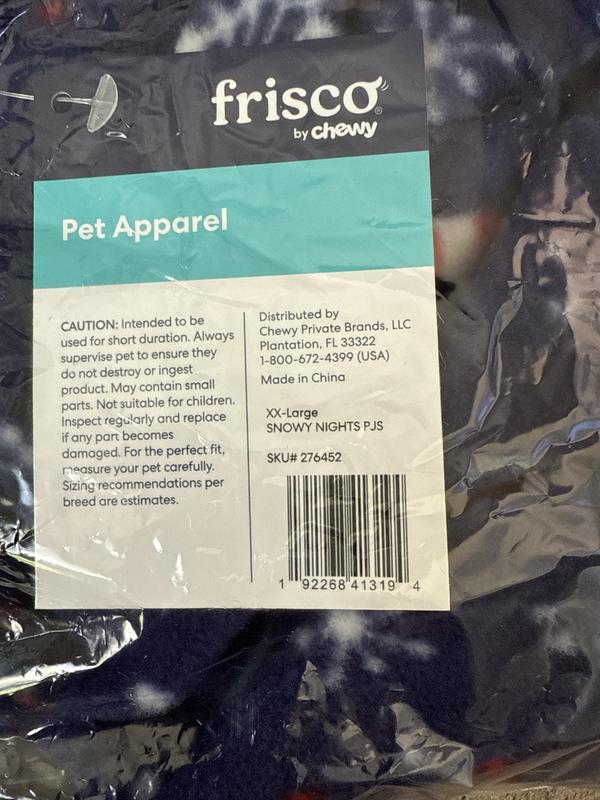 frisco®
by chewy
Pet Apparel
CAUTION: Intended to be
used for short duration. Always
supervise pet to ensure they
do not destroy or ingest
product. May contain small
parts. Not suitable for children.
Inspect regularly and replace
if any part becomes
damaged. For the perfect fit,
measure your pet carefully.
Sizing recommendations per
breed are estimates.
Distributed by
Chewy Private Brands, LLC
Plantation, FL 33322
1-800-672-4399 (USA)
Made in China
XX-Large
SNOWY NIGHTS PJS
SKU# 276452
1 92268 41319 4